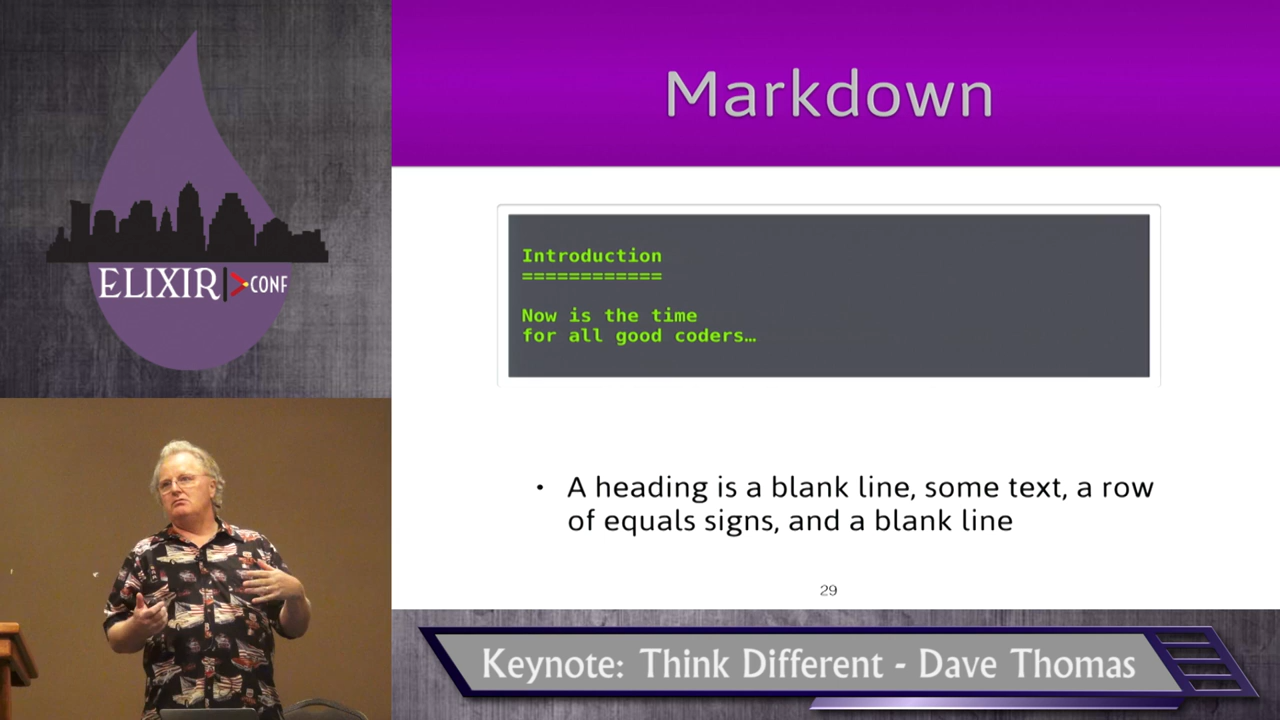 Markdown
ELIXIR|>CONF
Introduction
============
Now is the time
for all good coders…
• A heading is a blank line, some text, a row
of equals signs, and a blank line
29
Keynote: Think Different - Dave Thomas